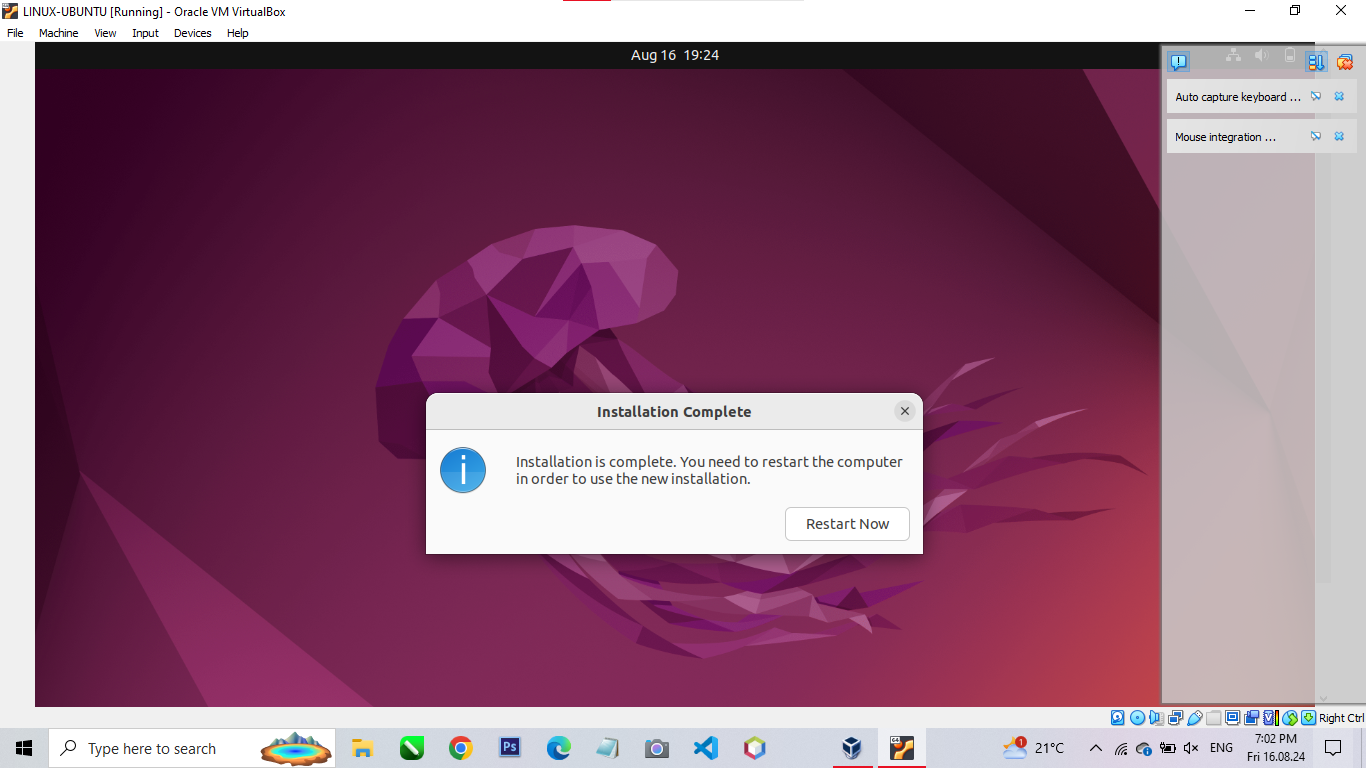 LINUX-UBUNTU [Running] - Oracle VM VirtualBox
File Machine View Input Devices Help
Aug 16 19:24
Auto capture keyboard ...
Mouse integration ...
Installation Complete
Installation is complete. You need to restart the computer
in order to use the new installation.
Restart Now
Right Ctrl
Type here to search
Ps
1
21°C
ENG
7:02 PM
Fri 16.08.24